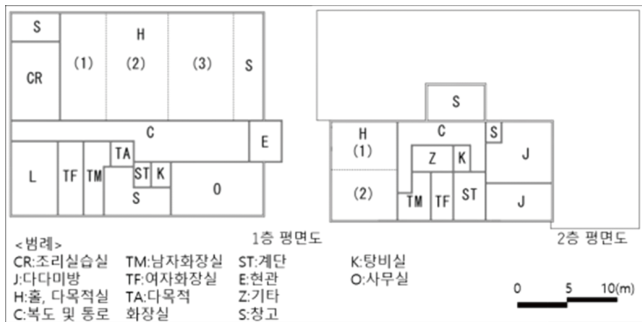 S
H
CR
(1)
(2)
(3)
S
C
E
TA
L
TF
TM
ST
K
S
O
S
H
(1)
C
S
J
Z
K
(2)
TM
TF
ST
J
1층 평면도
2층 평면도
<범례>
CR:조리실습실 TM:남자화장실 ST:계단 K:탕비실
J:다다미방 TF:여자화장실 E:현관 O:사무실
H:홀, 다목적실 TA:다목적 Z:기타
C:복도 및 통로 화장실 S:창고
0 5 10(m)